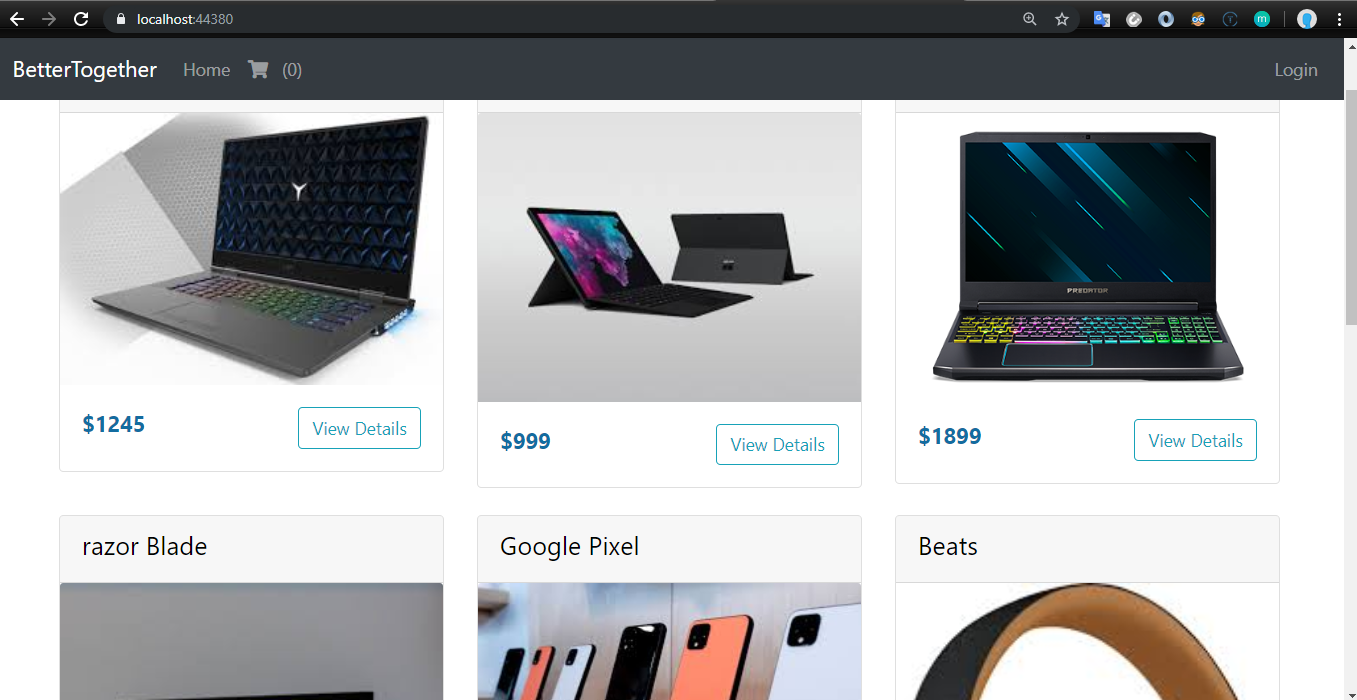 localhost:44380
BetterTogether Home (0) Login
PREDATOR
$1245 View Details
$999 View Details
$1899 View Details
razor Blade
Google Pixel
Beats